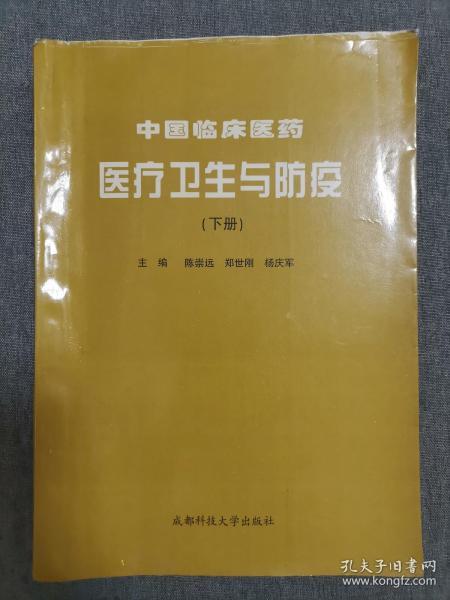 中国临床医药
医疗卫生与防疫
(下册)
主 编 陈崇远 郑世刚 杨庆军
成都科技大学出版社
孔夫子旧书网
www.kongfz.com